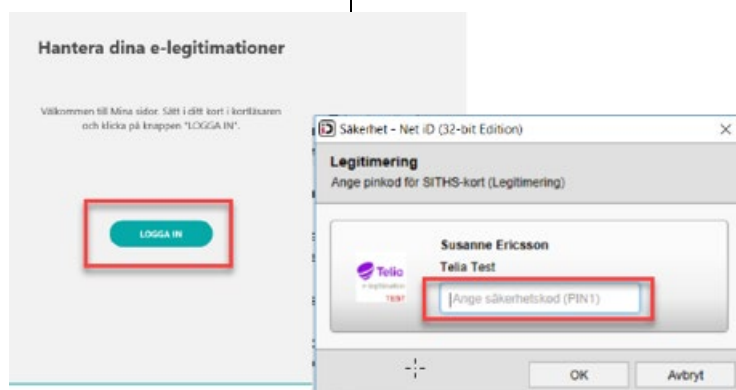 Hantera dina e-legitimationer
Välkommen till Mina sidor. Sätt i ditt kort i kortläsaren
och klicka på knappen "LOGGA IN".
LOGGA IN
Säkerhet - Net iD (32-bit Edition)
Legitimering
Ange pinkod för SITHS-kort (Legitimering)
Susanne Ericsson
Telia Test
Telia
e-legitimation
TEST
Ange säkerhetskod (PIN1)
OK
Avbryt